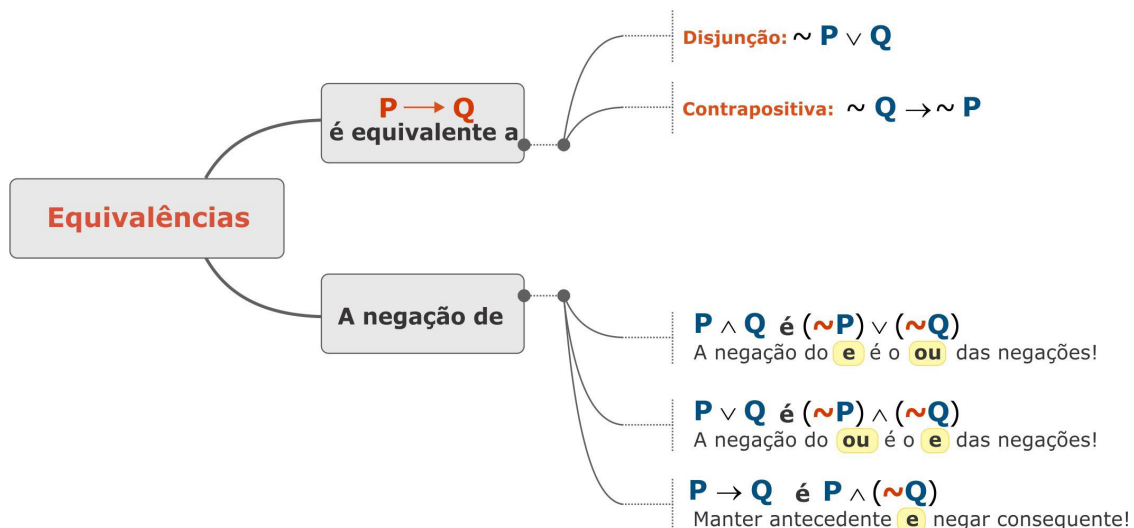 Equivalências
P → Q
é equivalente a
Disjunção: ~ P ∨ Q
Contrapositiva: ~ Q → ~ P
A negação de
P ∧ Q é (~P) ∨ (~Q)
A negação do e é o ou das negações!
P ∨ Q é (~P) ∧ (~Q)
A negação do ou é o e das negações!
P → Q é P ∧ (~Q)
Manter antecedente e negar consequente!